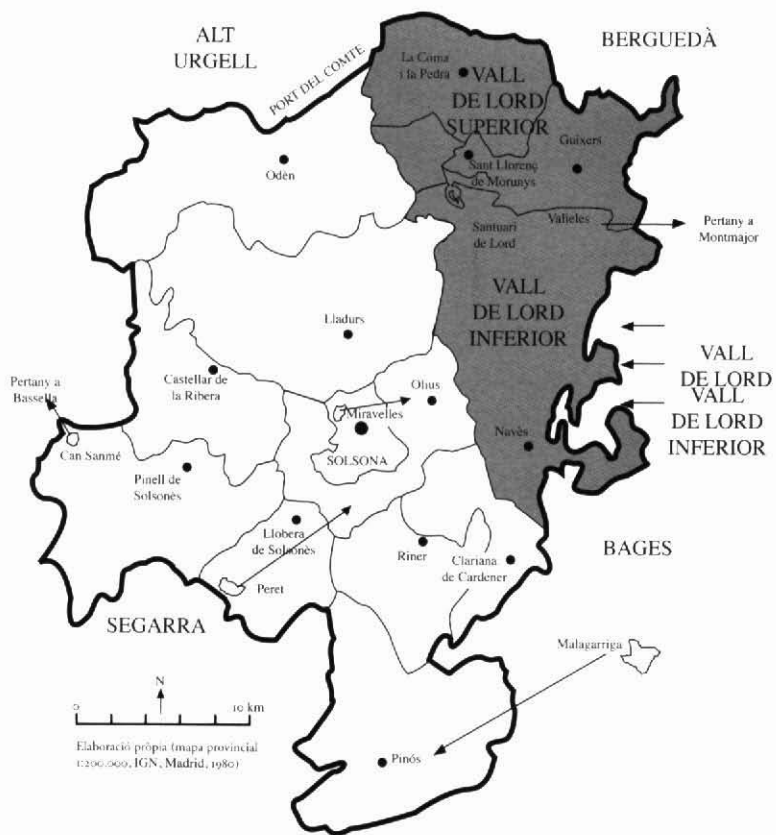 ALT
URGELL
BERGUEDÀ
PORT DEL COMTE
La Coma
i la Pedra
VALL
DE LORD
SUPERIOR
Guixers
Sant Llorenç
de Morunys
Odèn
Santuari
de Lord
Valieles
Pertany a
Montmajor
VALL
DE LORD
INFERIOR
Lladurs
VALL
DE LORD
VALL
DE LORD
INFERIOR
Castellar de
la Ribera
Pertany a
Bassella
Olius
Miravelles
Can Sanmé
SOLSONA
Navès
Pinell de
Solsonès
Llobera
de Solsonès
Riner
Clariana
de Cardener
BAGES
Peret
SEGARRA
Malagarriga
N
0 10 km
Elaboració pròpia (mapa provincial
1:200.000, IGN, Madrid, 1980)
Pinós